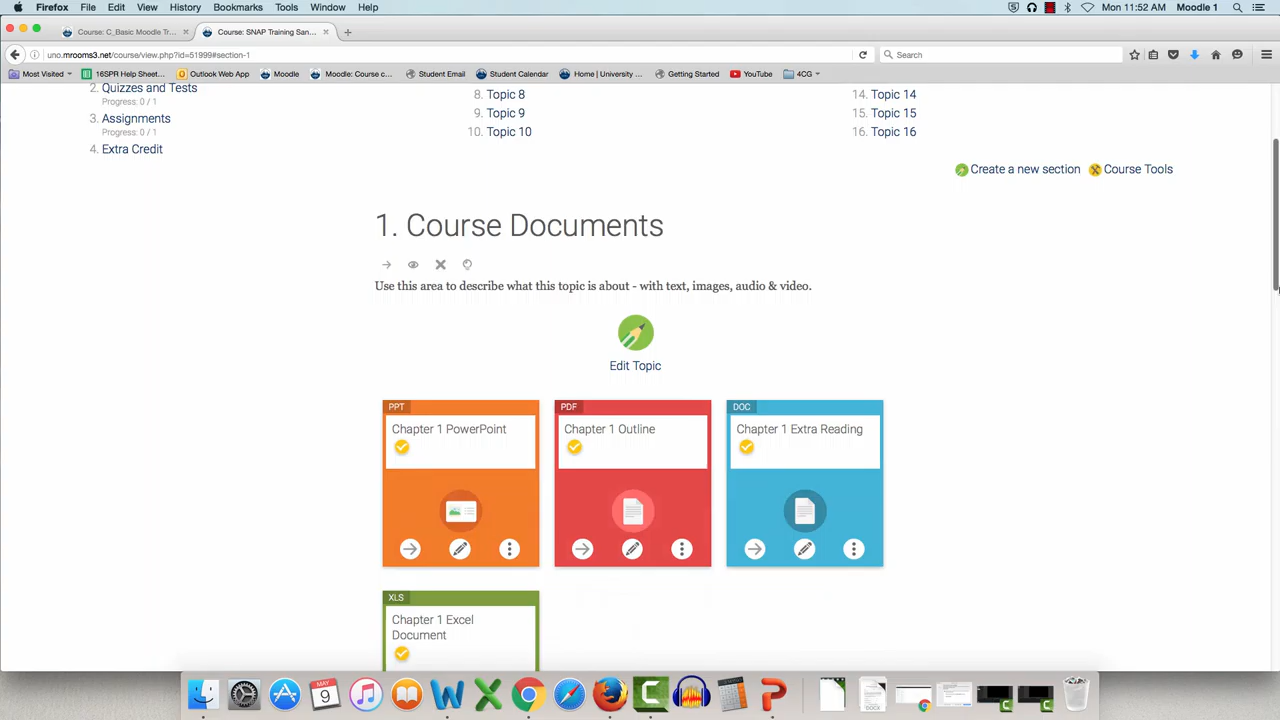 Firefox File Edit View History Bookmarks Tools Window Help Mon 11:52 AM Moodle 1
Course: C_Basic Moodle Tr... Course: SNAP Training San...
uno.mrooms3.net/course/view.php?id=51999#section-1 Search
Most Visited 16SPR Help Sheet... Outlook Web App Moodle Moodle: Course c... Student Email Student Calendar Home | University ... Getting Started YouTube 4CG
2. Quizzes and Tests
Progress: 0 / 1
3. Assignments
Progress: 0 / 1
4. Extra Credit
8. Topic 8
9. Topic 9
10. Topic 10
14. Topic 14
15. Topic 15
16. Topic 16
Create a new section Course Tools
1. Course Documents
Use this area to describe what this topic is about - with text, images, audio & video.
Edit Topic
PPT
Chapter 1 PowerPoint
PDF
Chapter 1 Outline
DOC
Chapter 1 Extra Reading
XLS
Chapter 1 Excel
Document
MAY
9
DOCX